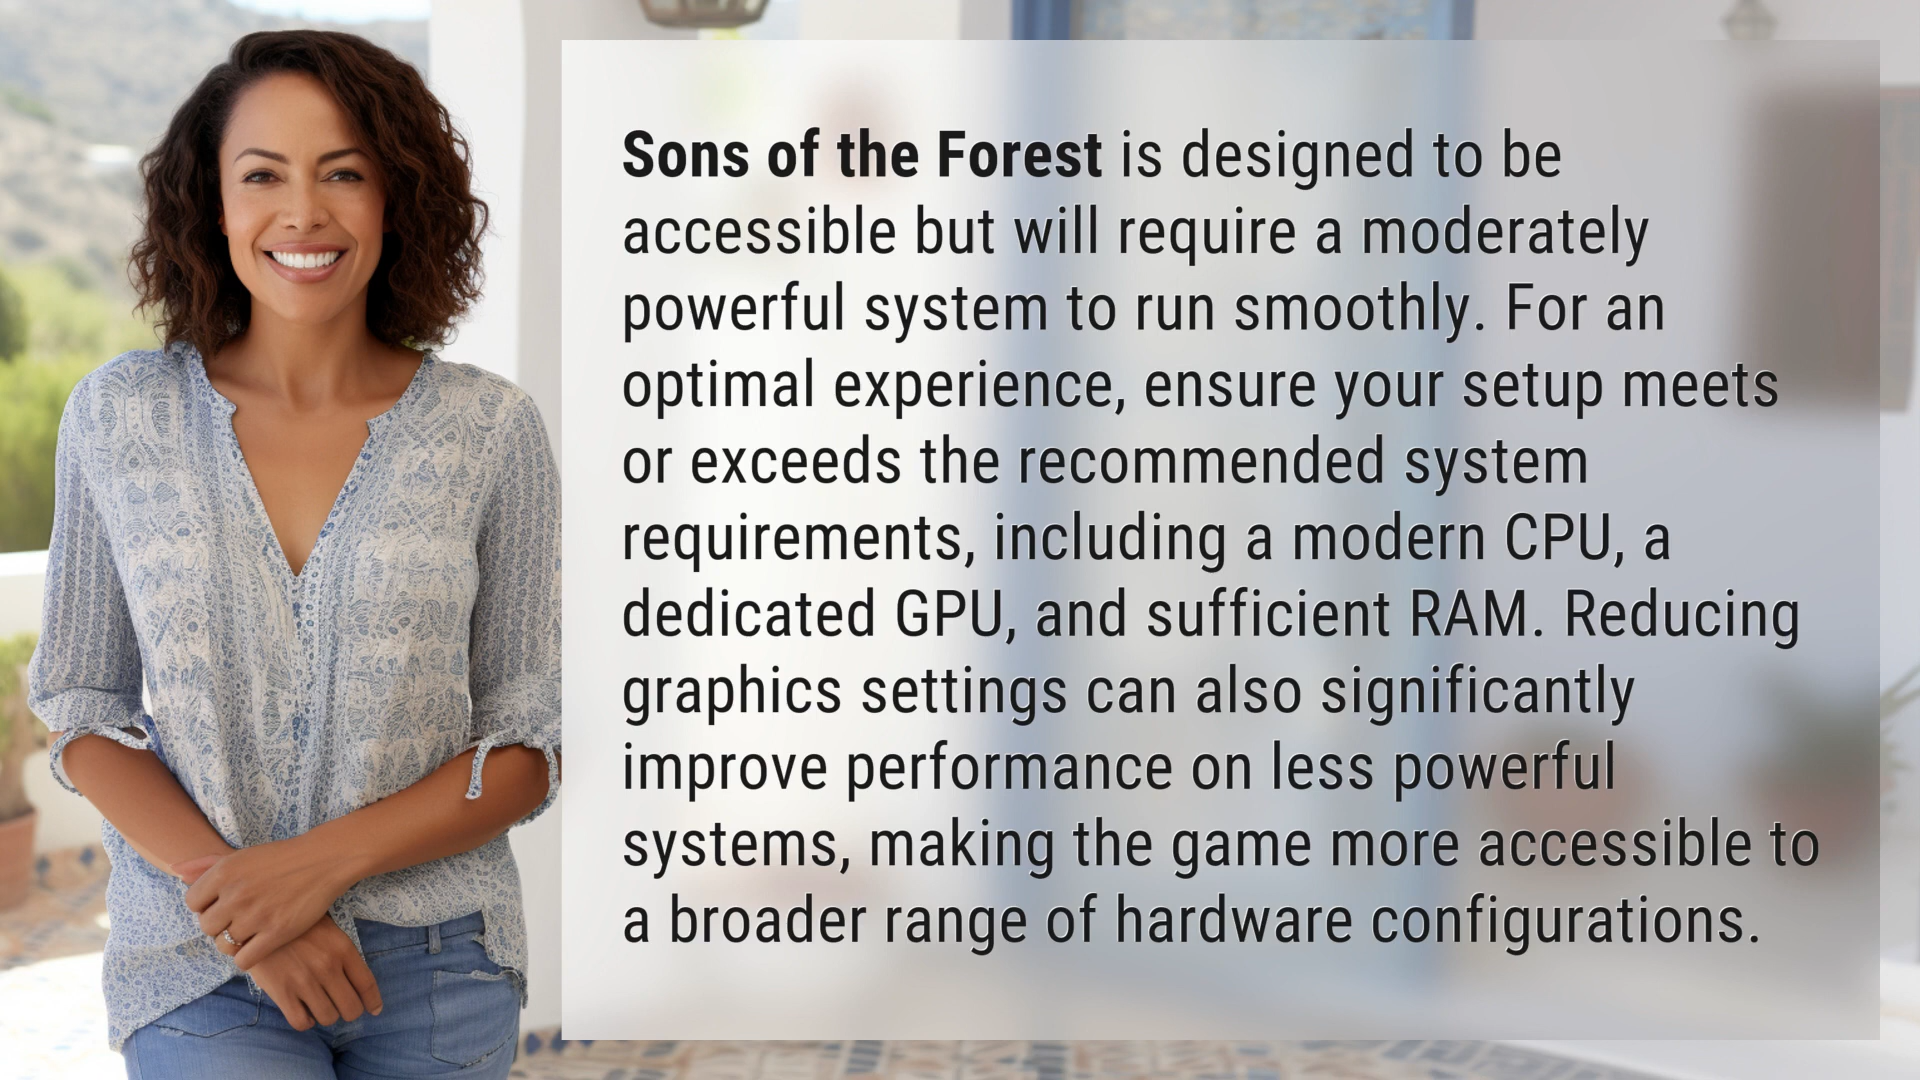 Sons of the Forest is designed to be
accessible but will require a moderately
powerful system to run smoothly. For an
optimal experience, ensure your setup meets
or exceeds the recommended system
requirements, including a modern CPU, a
dedicated GPU, and sufficient RAM. Reducing
graphics settings can also significantly
improve performance on less powerful
systems, making the game more accessible to
a broader range of hardware configurations.